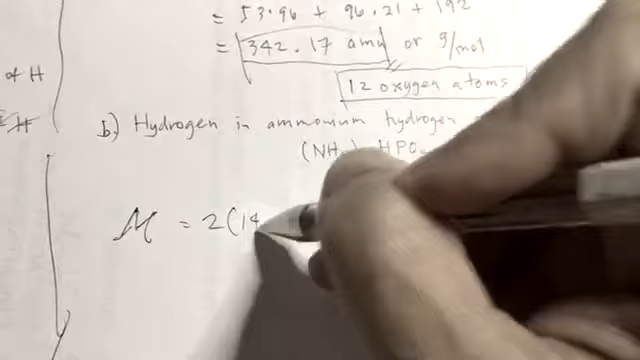 = 53.96 + 96.21 + 192
= 342.17 amu or g/mol
of H
12 oxygen atoms
H
b.) Hydrogen in ammonium hydrogen
(NH HPO
M = 2(14